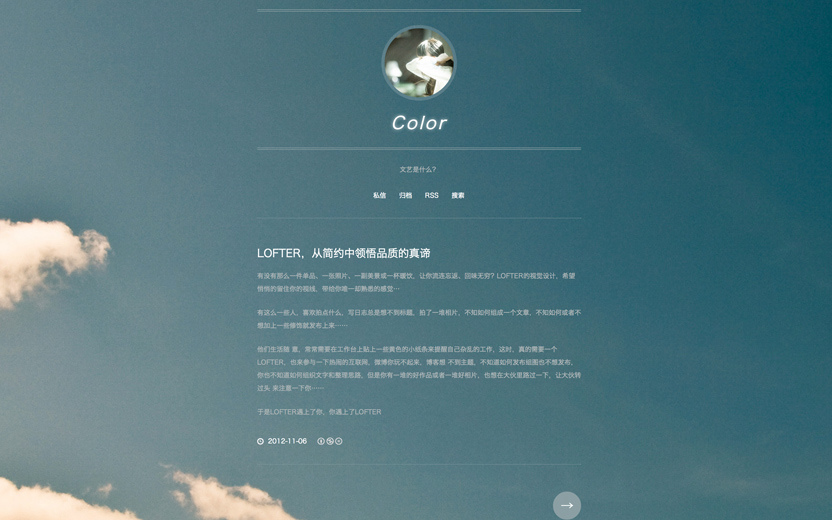 Color
文艺是什么？
私信 归档 RSS 搜索
LOFTER，从简约中领悟品质的真谛
有没有那么一件单品、一张照片、一副美景或一杯暖饮，让你流连忘返、回味无穷？LOFTER的视觉设计，希望
悄悄的留住你的视线，带给你唯一却熟悉的感觉…
有这么一些人，喜欢拍点什么，写日志总是想不到标题，拍了一堆相片，不知如何组成一个文章，不知如何或者不
想加上一些修饰就发布上来……
他们生活随 意，常常需要在工作台上贴上一些黄色的小纸条来提醒自己杂乱的工作，这时，真的需要一个
LOFTER，也来参与一下热闹的互联网，微博你玩不起来，博客想 不到主题，不知道如何发布组图也不想发布，
你也不知道如何组织文字和整理思路，但是你有一堆的好作品或者一堆好相片，也想在大伙里路过一下，让大伙转
过头 来注意一下你……
于是LOFTER遇上了你，你遇上了LOFTER
2012-11-06